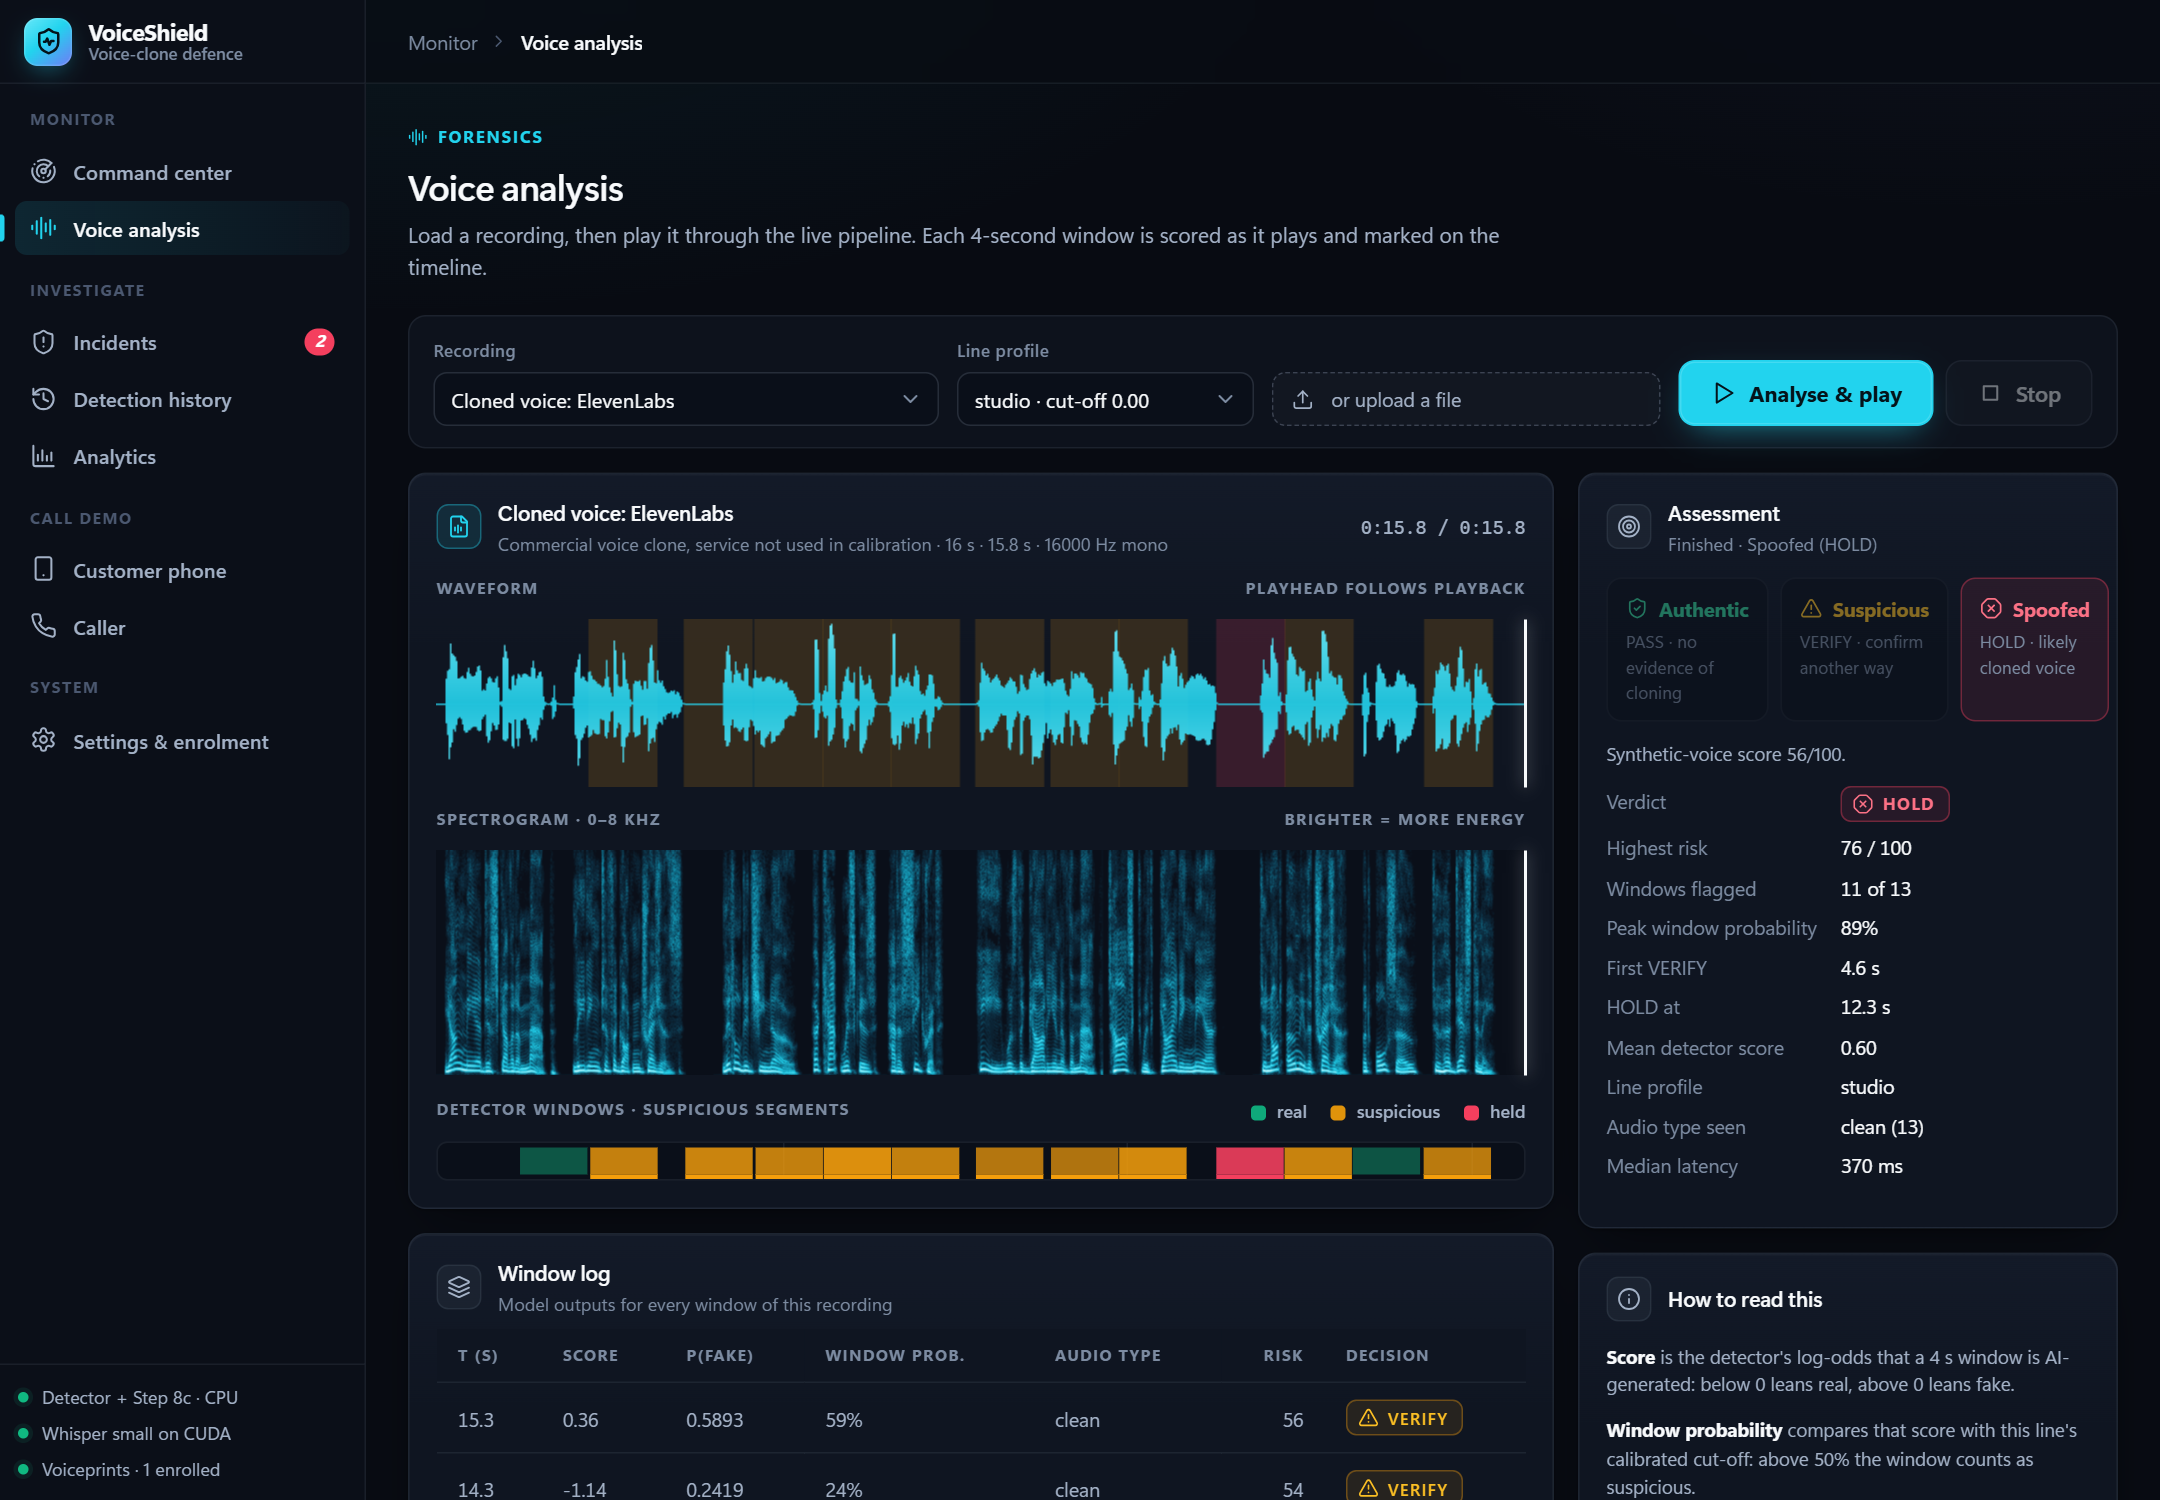 VoiceShield
Voice-clone defence
MONITOR
Command center
Voice analysis
INVESTIGATE
Incidents
2
Detection history
Analytics
CALL DEMO
Customer phone
Caller
SYSTEM
Settings & enrolment
Detector + Step 8c · CPU
Whisper small on CUDA
Voiceprints · 1 enrolled
Monitor > Voice analysis
FORENSICS
Voice analysis
Load a recording, then play it through the live pipeline. Each 4-second window is scored as it plays and marked on the
timeline.
Recording
Cloned voice: ElevenLabs
Line profile
studio · cut-off 0.00
or upload a file
Analyse & play
Stop
Cloned voice: ElevenLabs
Commercial voice clone, service not used in calibration · 16 s · 15.8 s · 16000 Hz mono
0:15.8 / 0:15.8
WAVEFORM
PLAYHEAD FOLLOWS PLAYBACK
SPECTROGRAM · 0–8 KHZ
BRIGHTER = MORE ENERGY
DETECTOR WINDOWS · SUSPICIOUS SEGMENTS
real
suspicious
held
Window log
Model outputs for every window of this recording
T (S) SCORE P(FAKE) WINDOW PROB. AUDIO TYPE RISK DECISION
15.3 0.36 0.5893 59% clean 56 VERIFY
14.3 -1.14 0.2419 24% clean 54 VERIFY
Assessment
Finished · Spoofed (HOLD)
Authentic
PASS · no
evidence of
cloning
Suspicious
VERIFY · confirm
another way
Spoofed
HOLD · likely
cloned voice
Synthetic-voice score 56/100.
Verdict HOLD
Highest risk 76 / 100
Windows flagged 11 of 13
Peak window probability 89%
First VERIFY 4.6 s
HOLD at 12.3 s
Mean detector score 0.60
Line profile studio
Audio type seen clean (13)
Median latency 370 ms
How to read this
Score is the detector's log-odds that a 4 s window is AI-
generated: below 0 leans real, above 0 leans fake.
Window probability compares that score with this line's
calibrated cut-off: above 50% the window counts as
suspicious.